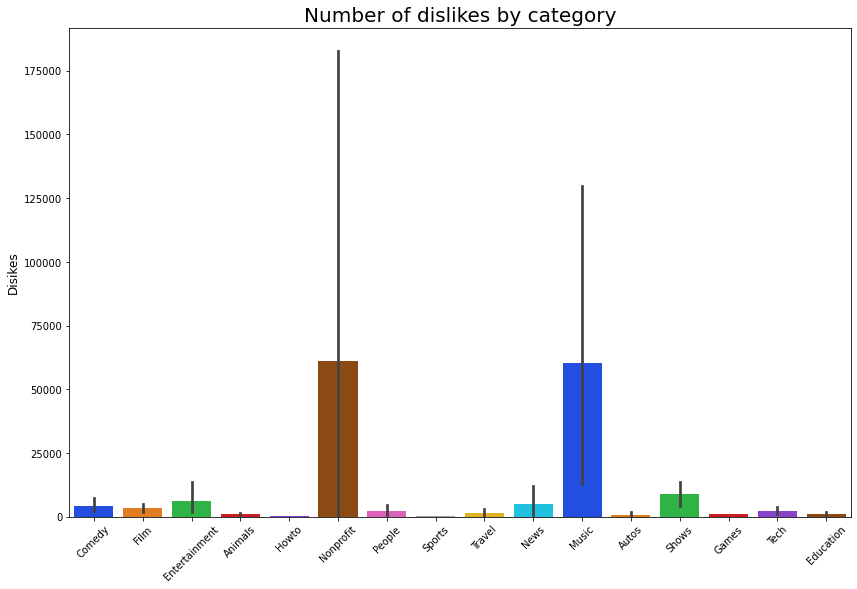 Number of dislikes by category
Disikes
175000
150000
125000
100000
75000
50000
25000
0
Comedy
Film
Entertainment
Animals
Howto
Nonprofit
People
Sports
Travel
News
Music
Autos
Shows
Games
Tech
Education